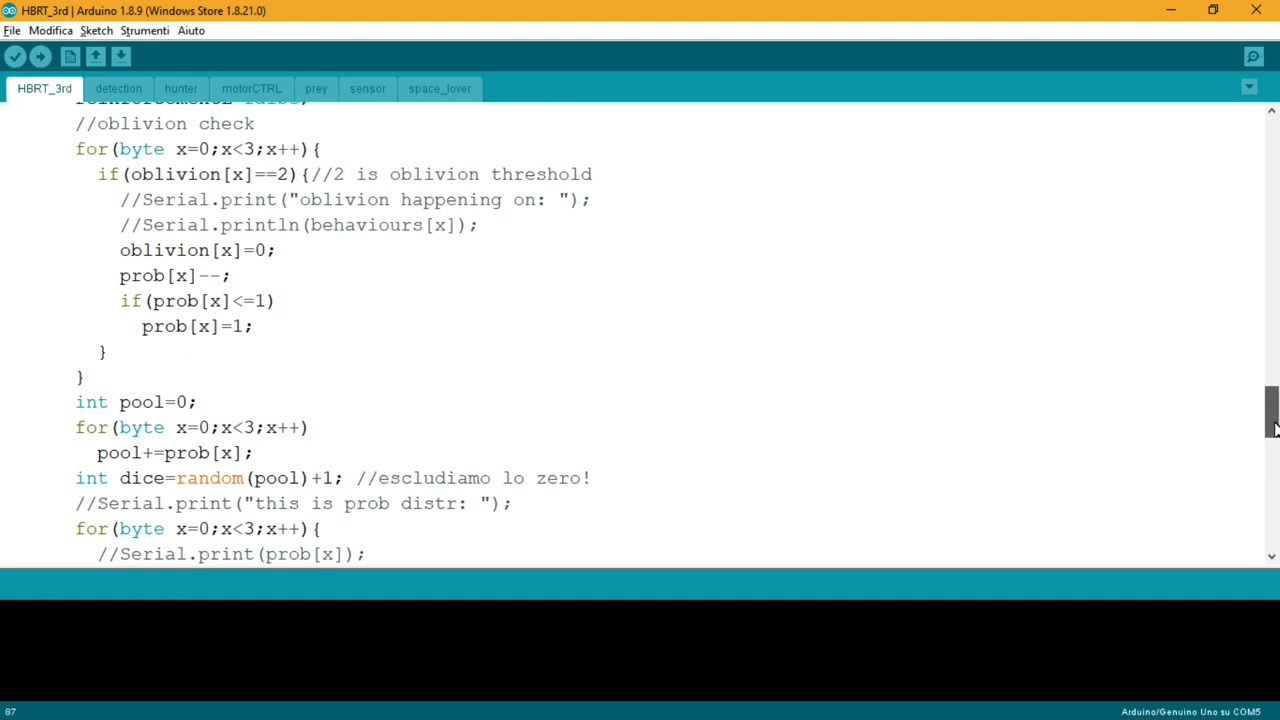 HBRT_3rd | Arduino 1.8.9 (Windows Store 1.8.21.0)
File Modifica Sketch Strumenti Aiuto
HBRT_3rd detection hunter motorCTRL prey sensor space_lover
//oblivion check
for(byte x=0;x<3;x++){
if(oblivion[x]==2){//2 is oblivion threshold
//Serial.print("oblivion happening on: ");
//Serial.println(behaviours[x]);
oblivion[x]=0;
prob[x]--;
if(prob[x]<=1)
prob[x]=1;
}
}
int pool=0;
for(byte x=0;x<3;x++)
pool+=prob[x];
int dice=random(pool)+1; //escludiamo lo zero!
//Serial.print("this is prob distr: ");
for(byte x=0;x<3;x++){
//Serial.print(prob[x]);
87
Arduino/Genuino Uno su COM5